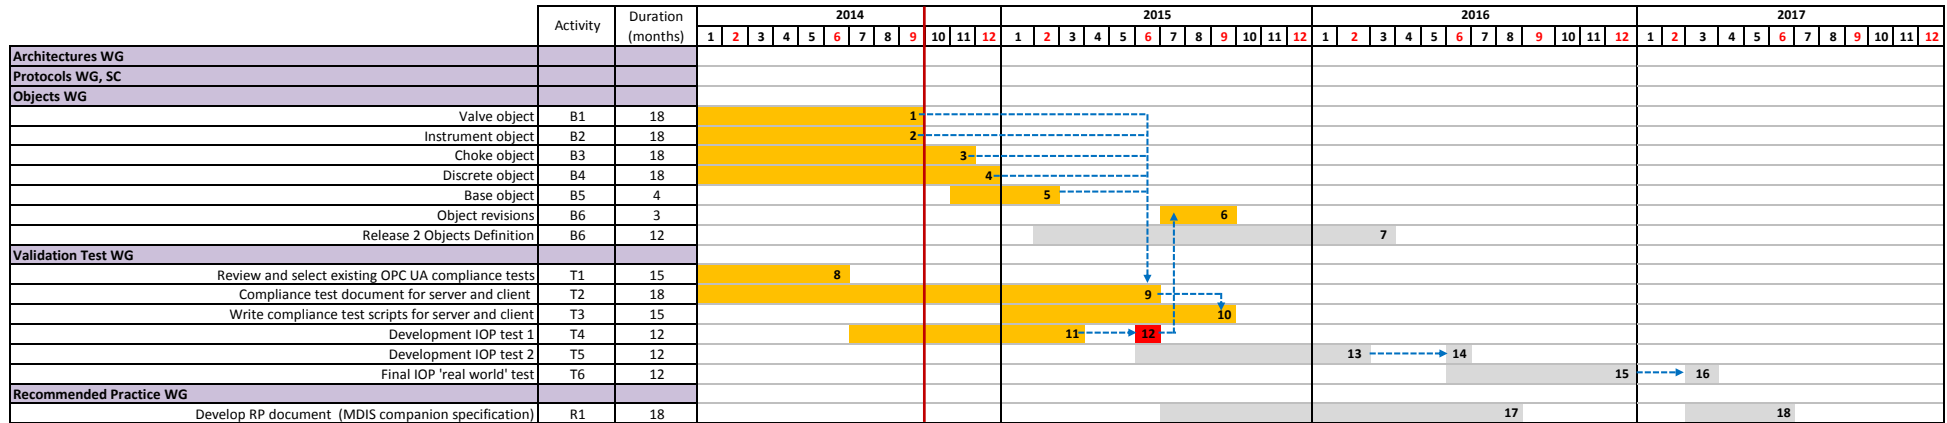 Activity Duration (months) 2014 2015 2016 2017
1 2 3 4 5 6 7 8 9 10 11 12 1 2 3 4 5 6 7 8 9 10 11 12 1 2 3 4 5 6 7 8 9 10 11 12 1 2 3 4 5 6 7 8 9 10 11 12
Architectures WG
Protocols WG, SC
Objects WG
Valve object B1 18 1
Instrument object B2 18 2
Choke object B3 18 3
Discrete object B4 18 4
Base object B5 4 5
Object revisions B6 3 6
Release 2 Objects Definition B6 12 7
Validation Test WG
Review and select existing OPC UA compliance tests T1 15 8
Compliance test document for server and client T2 18 9
Write compliance test scripts for server and client T3 15 10
Development IOP test 1 T4 12 11 12
Development IOP test 2 T5 12 13 14
Final IOP 'real world' test T6 12 15 16
Recommended Practice WG
Develop RP document (MDIS companion specification) R1 18 17 18